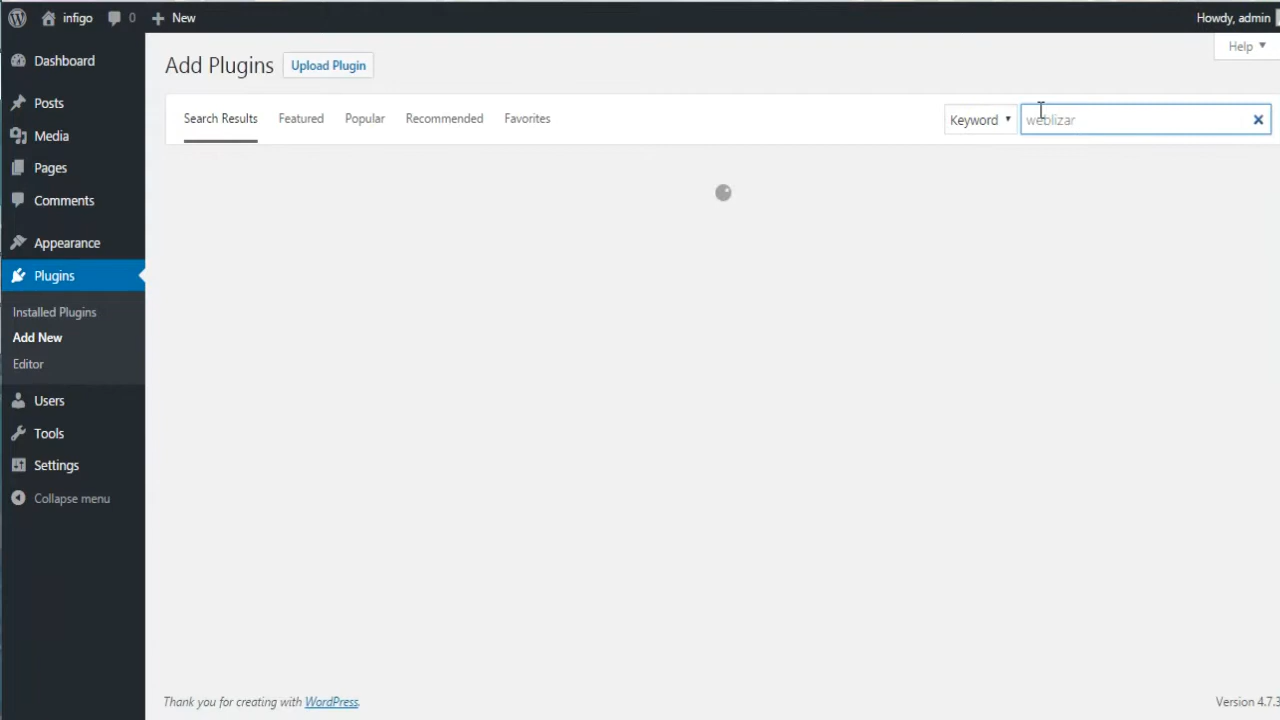 infigo 0 New Howdy, admin
Dashboard
Posts
Media
Pages
Comments
Appearance
Plugins
Installed Plugins
Add New
Editor
Users
Tools
Settings
Collapse menu
Help
Add Plugins Upload Plugin
Search Results Featured Popular Recommended Favorites Keyword weblizar
Thank you for creating with WordPress. Version 4.7.3